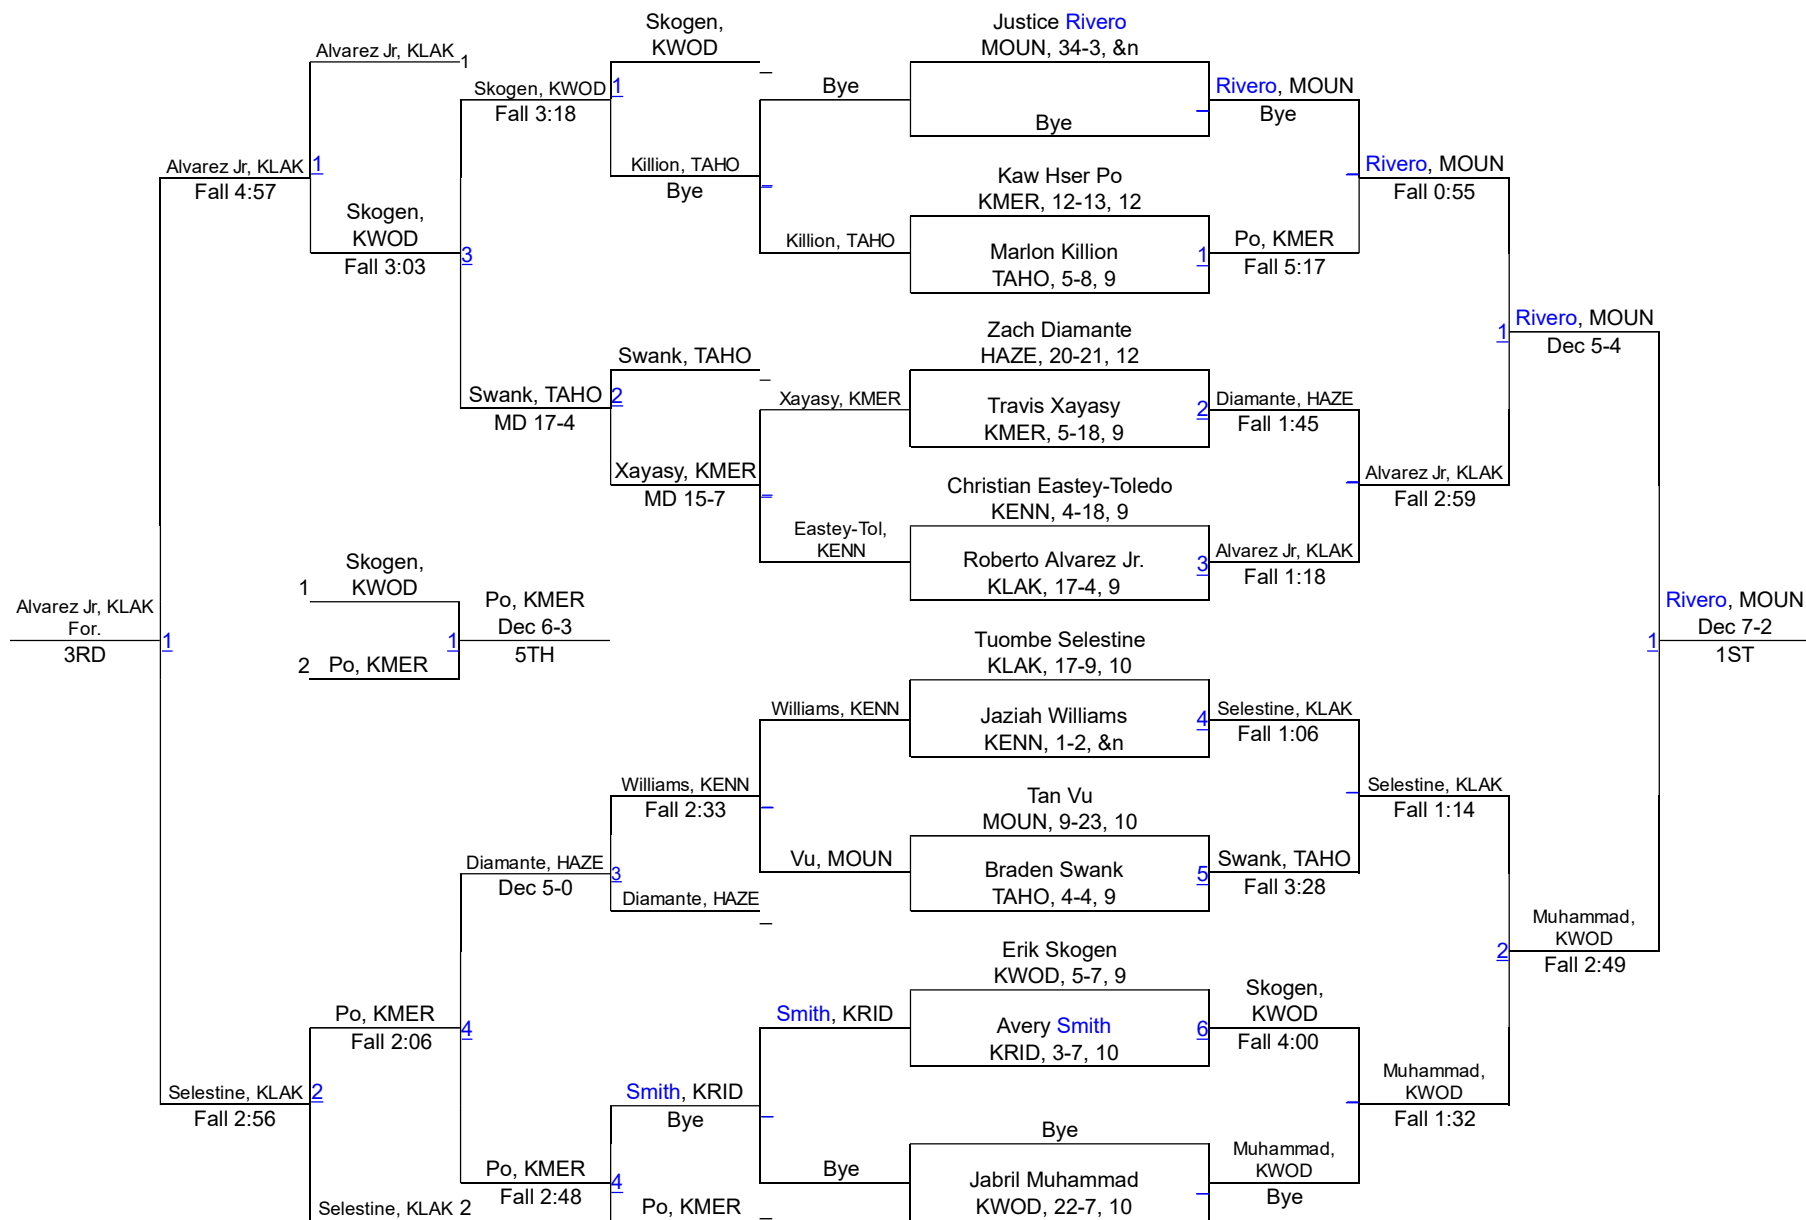 Skogen,
KWOD
Justice Rivero
MOUN, 34-3, &n
Alvarez Jr, KLAK
1
Skogen, KWOD
1
Fall 3:18
Bye
Bye
Rivero, MOUN
Bye
Alvarez Jr, KLAK
1
Fall 4:57
Killion, TAHO
Bye
Kaw Hser Po
KMER, 12-13, 12
Rivero, MOUN
Fall 0:55
Skogen,
KWOD
Fall 3:03
3
Killion, TAHO
Marlon Killion
TAHO, 5-8, 9
1
Po, KMER
Fall 5:17
Zach Diamante
HAZE, 20-21, 12
1
Rivero, MOUN
Dec 5-4
Swank, TAHO
Swank, TAHO
2
MD 17-4
Xayasy, KMER
Travis Xayasy
KMER, 5-18, 9
2
Diamante, HAZE
Fall 1:45
Xayasy, KMER
MD 15-7
Christian Eastey-Toledo
KENN, 4-18, 9
Alvarez Jr, KLAK
Fall 2:59
Eastey-Tol,
KENN
Roberto Alvarez Jr.
KLAK, 17-4, 9
3
Alvarez Jr, KLAK
Fall 1:18
Skogen,
KWOD
1
Po, KMER
Dec 6-3
5TH
1
2
Po, KMER
Alvarez Jr, KLAK
For.
3RD
1
Rivero, MOUN
Dec 7-2
1ST
1
Tuombe Selestine
KLAK, 17-9, 10
Williams, KENN
Jaziah Williams
KENN, 1-2, &n
4
Selestine, KLAK
Fall 1:06
Williams, KENN
Fall 2:33
Tan Vu
MOUN, 9-23, 10
Selestine, KLAK
Fall 1:14
Diamante, HAZE
Dec 5-0
3
Vu, MOUN
Braden Swank
TAHO, 4-4, 9
5
Swank, TAHO
Fall 3:28
Diamante, HAZE
Erik Skogen
KWOD, 5-7, 9
2
Muhammad,
KWOD
Fall 2:49
Po, KMER
Fall 2:06
4
Smith, KRID
Avery Smith
KRID, 3-7, 10
6
Skogen,
KWOD
Fall 4:00
Selestine, KLAK
2
Fall 2:56
Smith, KRID
Bye
Bye
Muhammad,
KWOD
Fall 1:32
Po, KMER
Fall 2:48
4
Bye
Jabril Muhammad
KWOD, 22-7, 10
Muhammad,
KWOD
Bye
Selestine, KLAK 2
Po, KMER